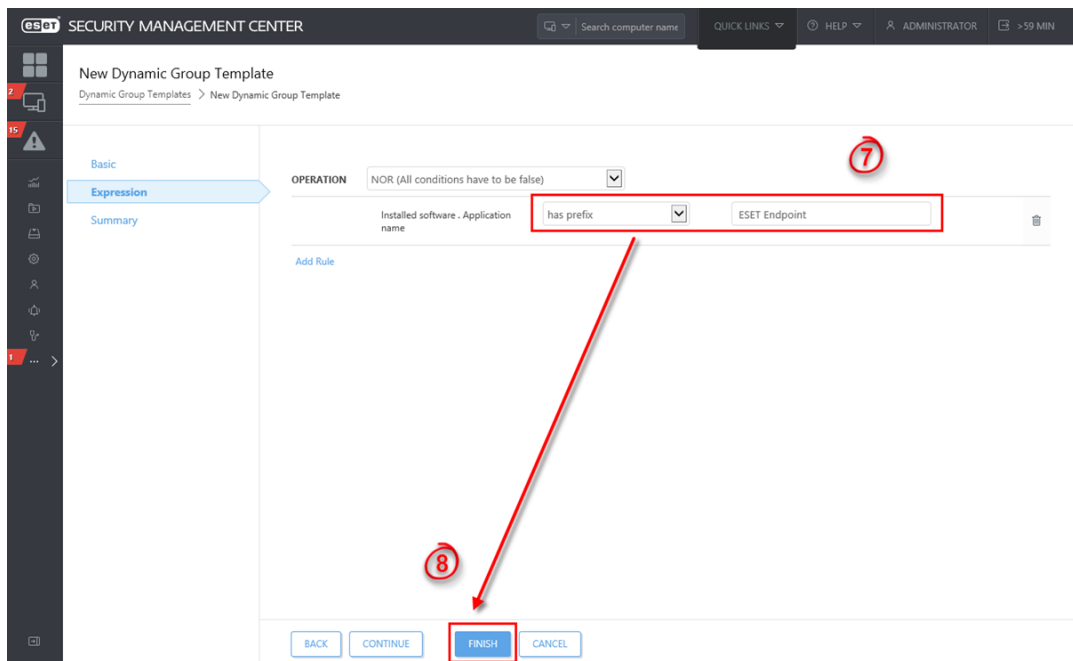 eset SECURITY MANAGEMENT CENTER
Search computer name
QUICK LINKS
HELP
ADMINISTRATOR
>59 MIN
New Dynamic Group Template
Dynamic Group Templates > New Dynamic Group Template
2
15
1
Basic
Expression
Summary
OPERATION
NOR (All conditions have to be false)
7
Installed software . Application name
has prefix
ESET Endpoint
Add Rule
8
BACK
CONTINUE
FINISH
CANCEL